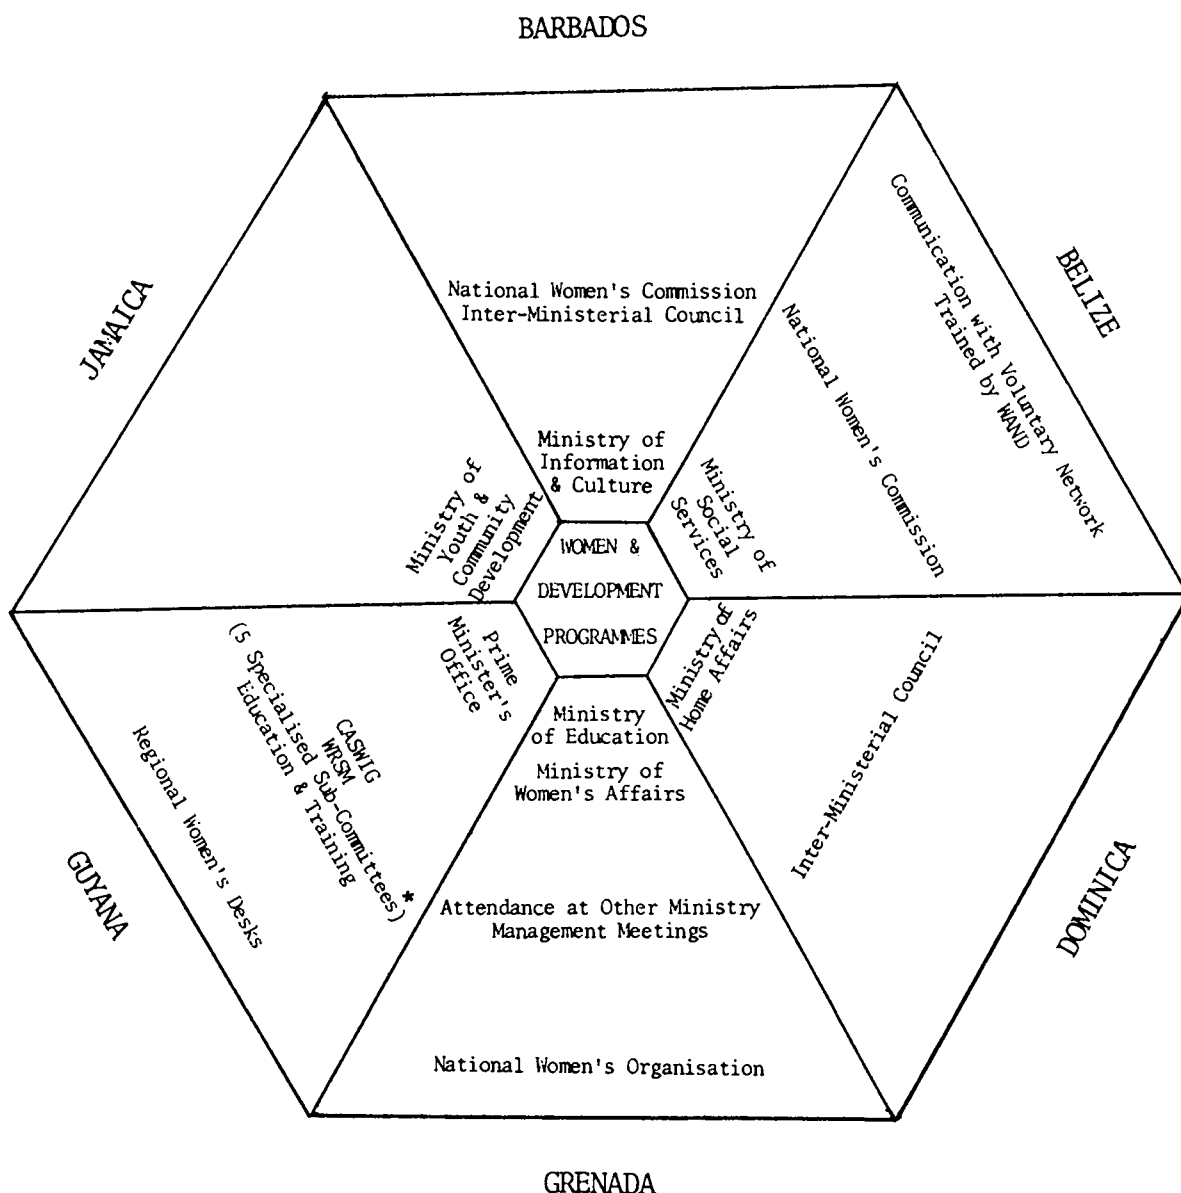 BARBADOS
JAMAICA
BELIZE
National Women's Commission
Inter-Ministerial Council
Ministry of
Information
& Culture
Communication with Voluntary Network
Trained by WAND
National Women's Commission
Ministry of
Social
Services
Ministry of
Youth &
Community
Development
WOMEN &
DEVELOPMENT
PROGRAMMES
Prime
Minister's
Office
CASWIG
WRSM
(5 Specialised Sub-Committees)*
Education & Training
Regional Women's Desks
Ministry of
Home Affairs
Inter-Ministerial Council
Ministry
of Education
Ministry of
Women's Affairs
Attendance at Other Ministry
Management Meetings
National Women's Organisation
GUYANA
DOMINICA
GRENADA